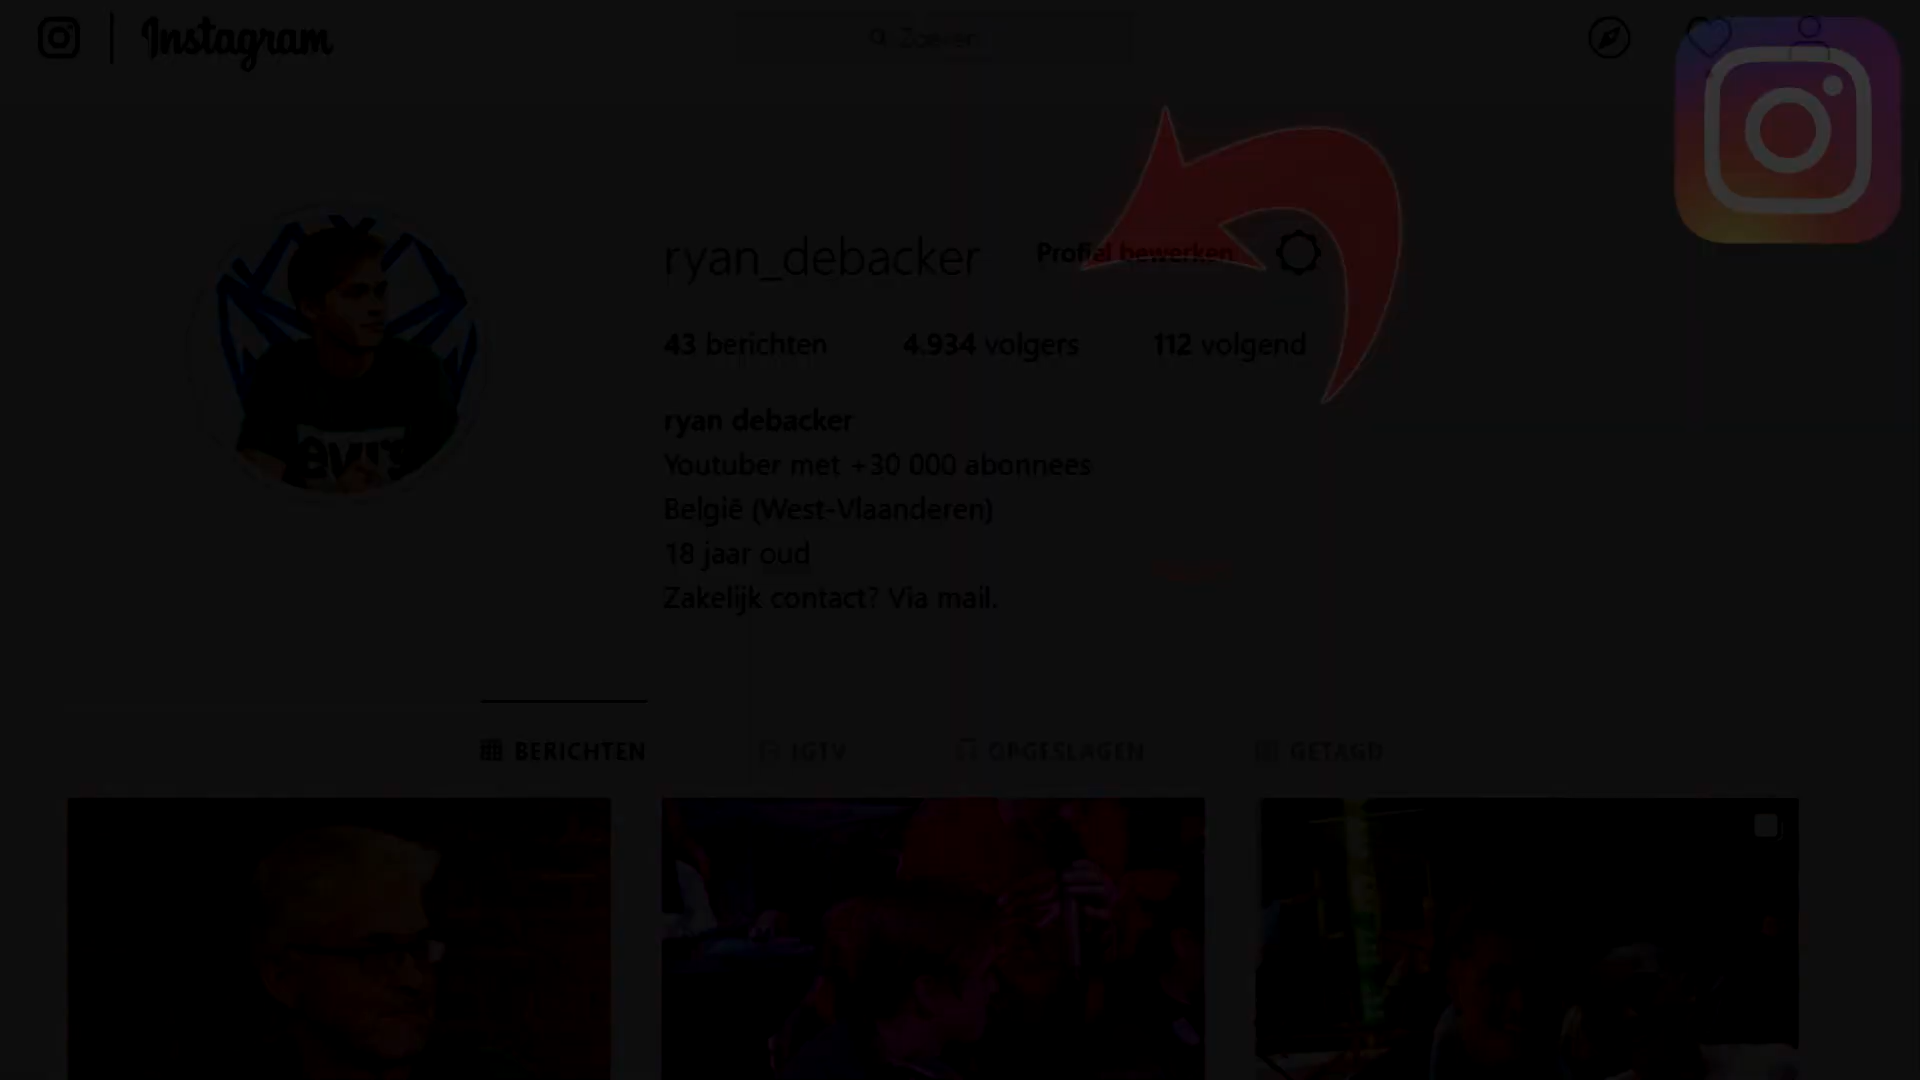 Instagram
Zoeken
ryan_debacker
Profiel bewerken
43 berichten 4.934 volgers 112 volgend
ryan debacker
Youtuber met +30 000 abonnees
België (West-Vlaanderen)
18 jaar oud
Zakelijk contact? Via mail.
BERICHTEN IGTV OPGESLAGEN GETAGD